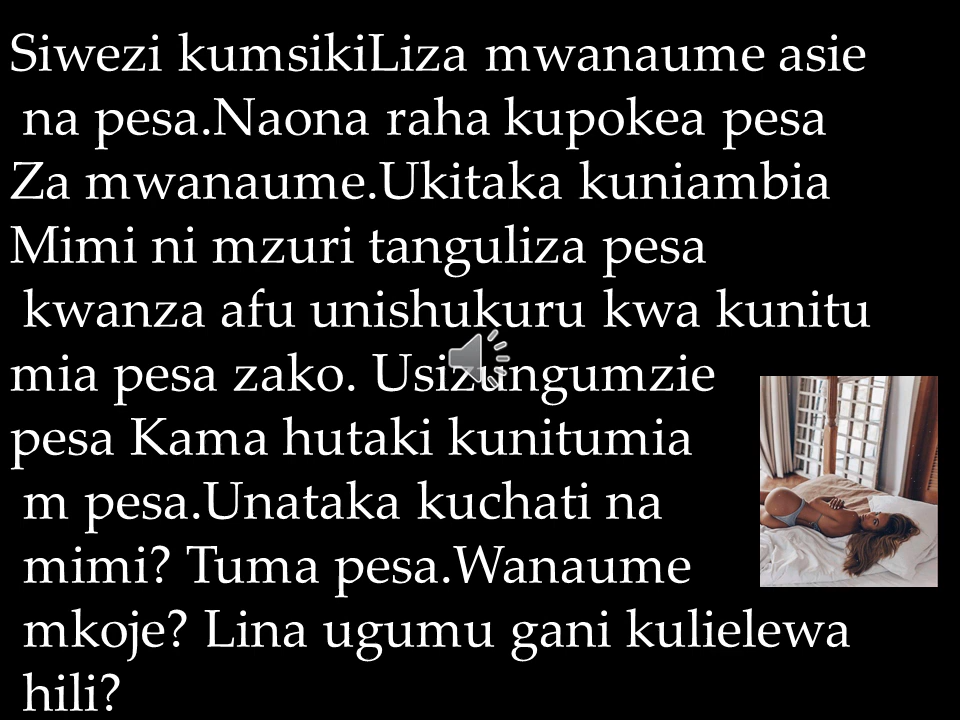 Siwezi kumsikiLiza mwanaume asie
na pesa.Naona raha kupokea pesa
Za mwanaume.Ukitaka kuniambia
Mimi ni mzuri tanguliza pesa
kwanza afu unishukuru kwa kunitu
mia pesa zako. Usizungumzie
pesa Kama hutaki kunitumia
m pesa.Unataka kuchati na
mimi? Tuma pesa.Wanaume
mkoje? Lina ugumu gani kulielewa
hili?